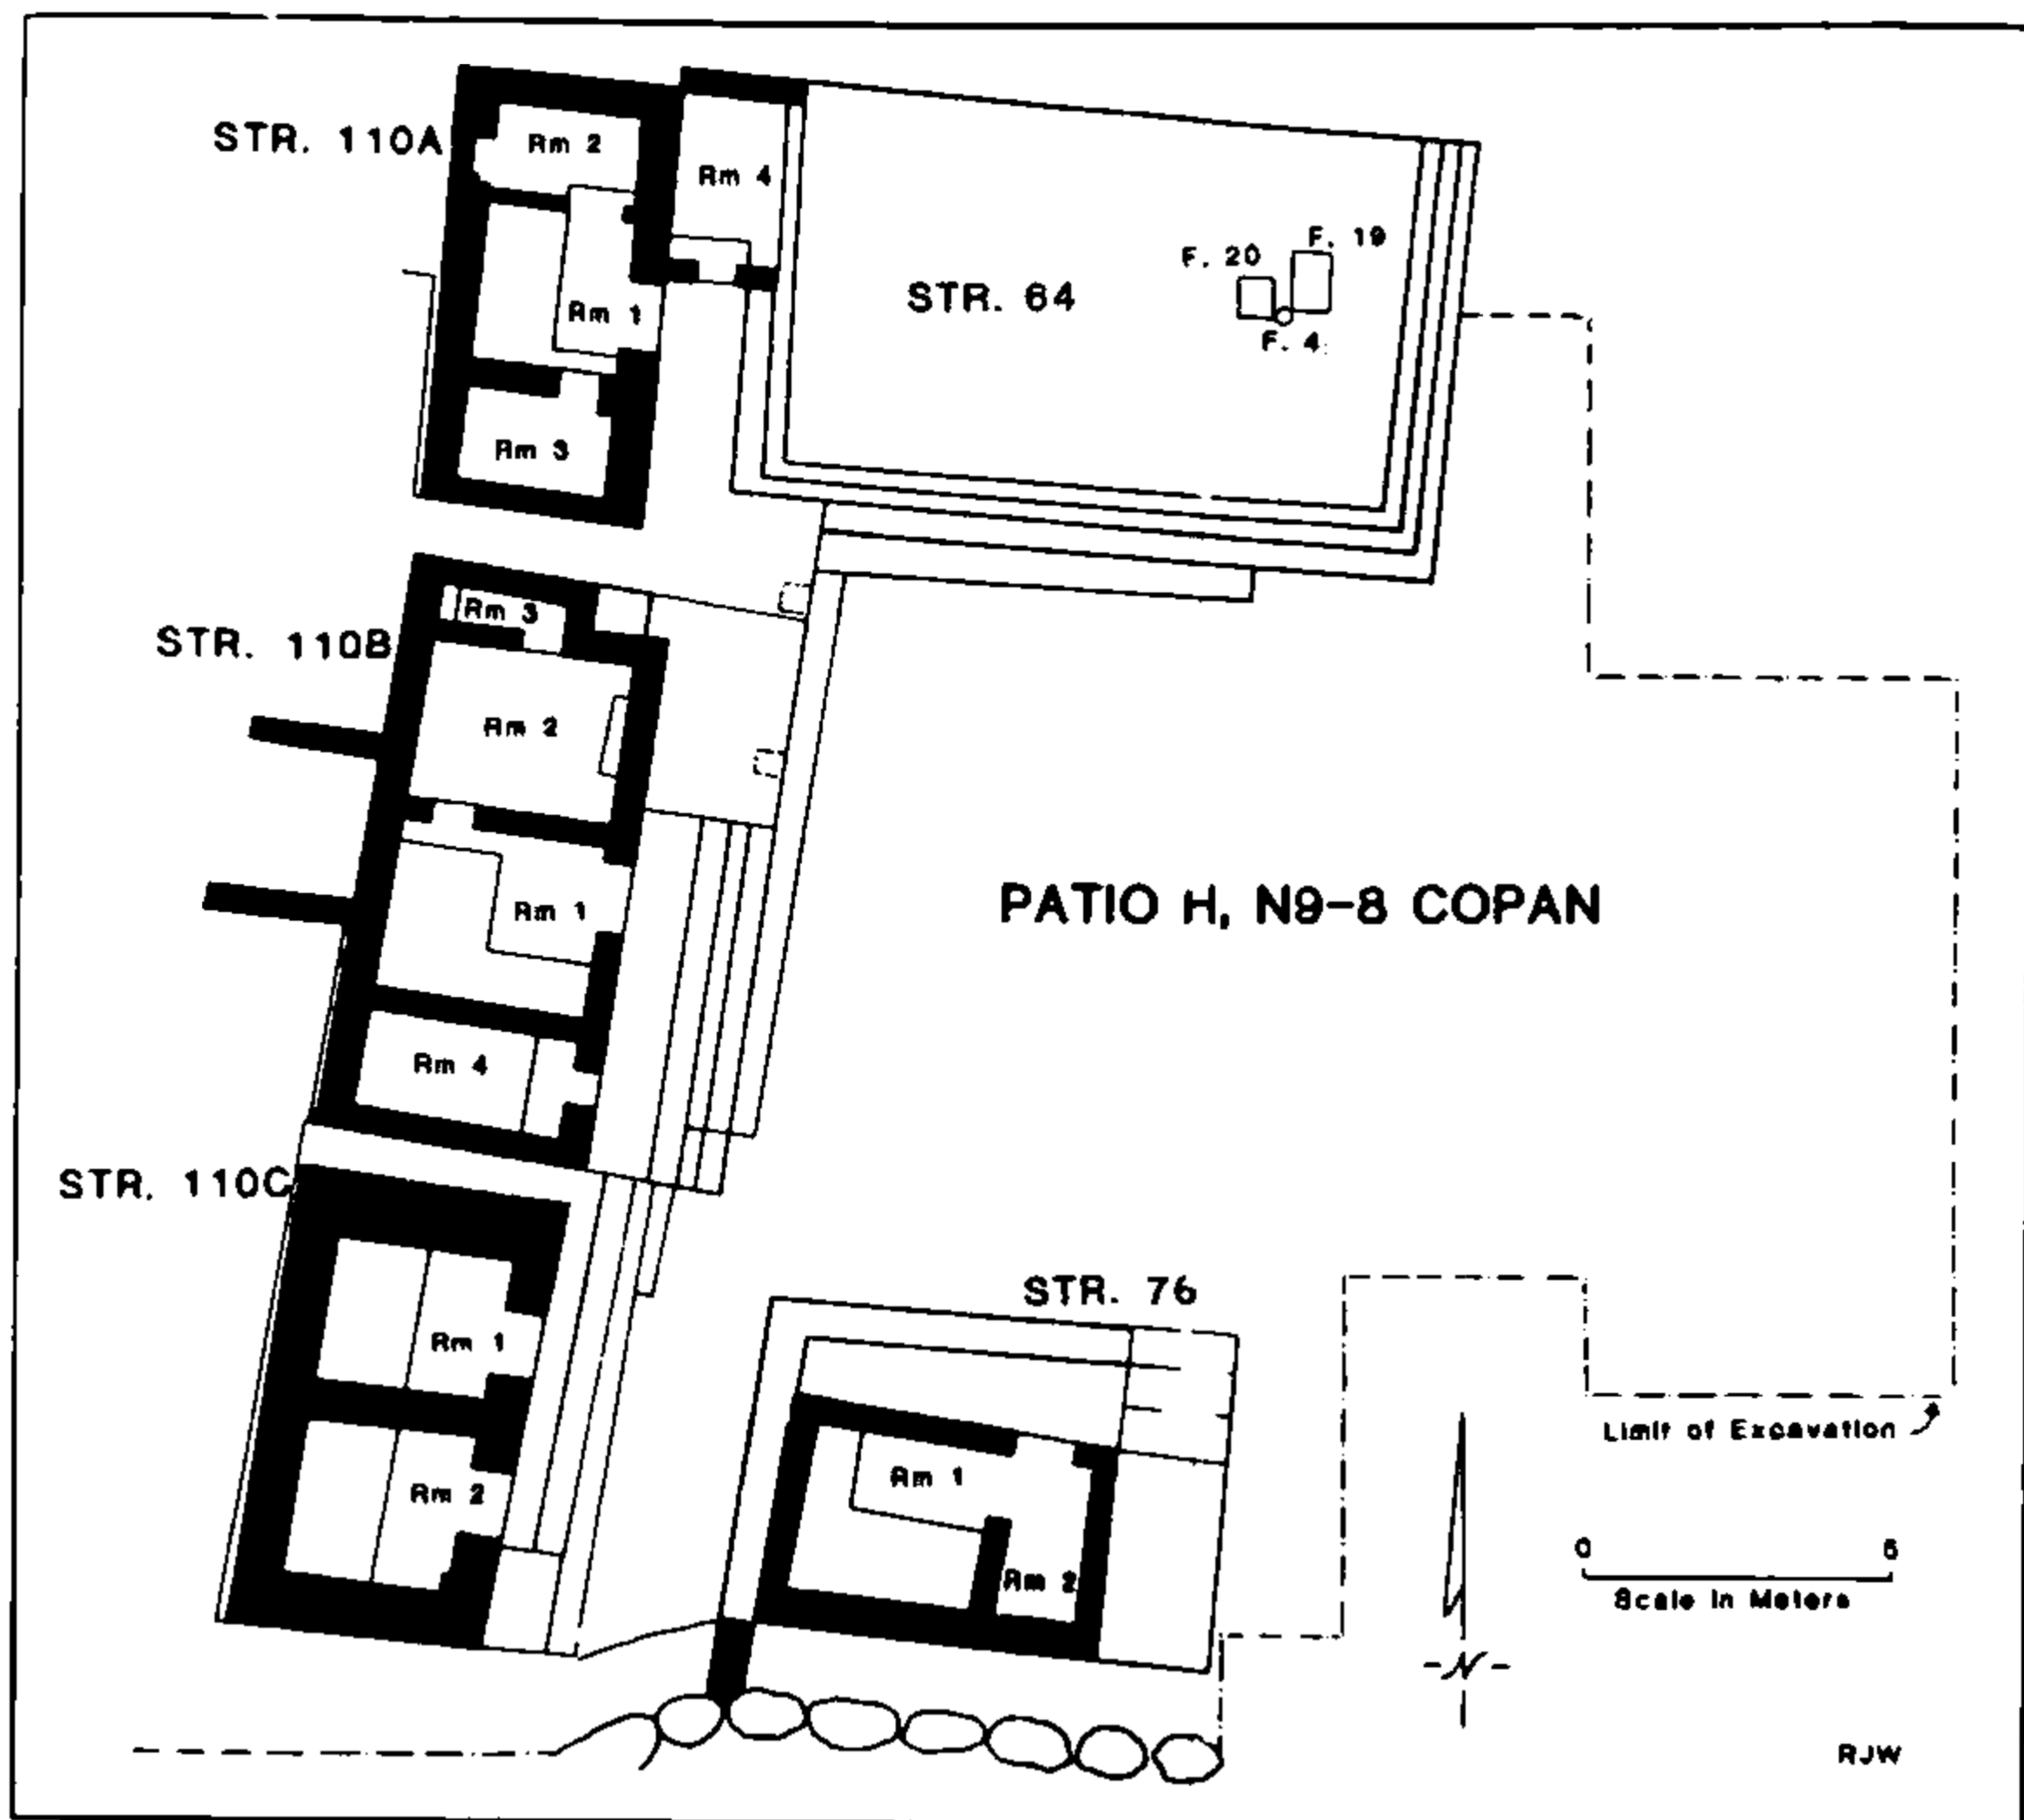 STR. 110A
Rm 2
Rm 4
Rm 1
Rm 3
STR. 64
F. 20
F. 19
F. 4
STR. 110B
Rm 3
Rm 2
Rm 1
Rm 4
PATIO H, N9-8 COPAN
STR. 110C
Rm 1
Rm 2
STR. 76
Rm 1
Rm 2
Limit of Excavation
0 5
Scale in Meters
-N-
RJW